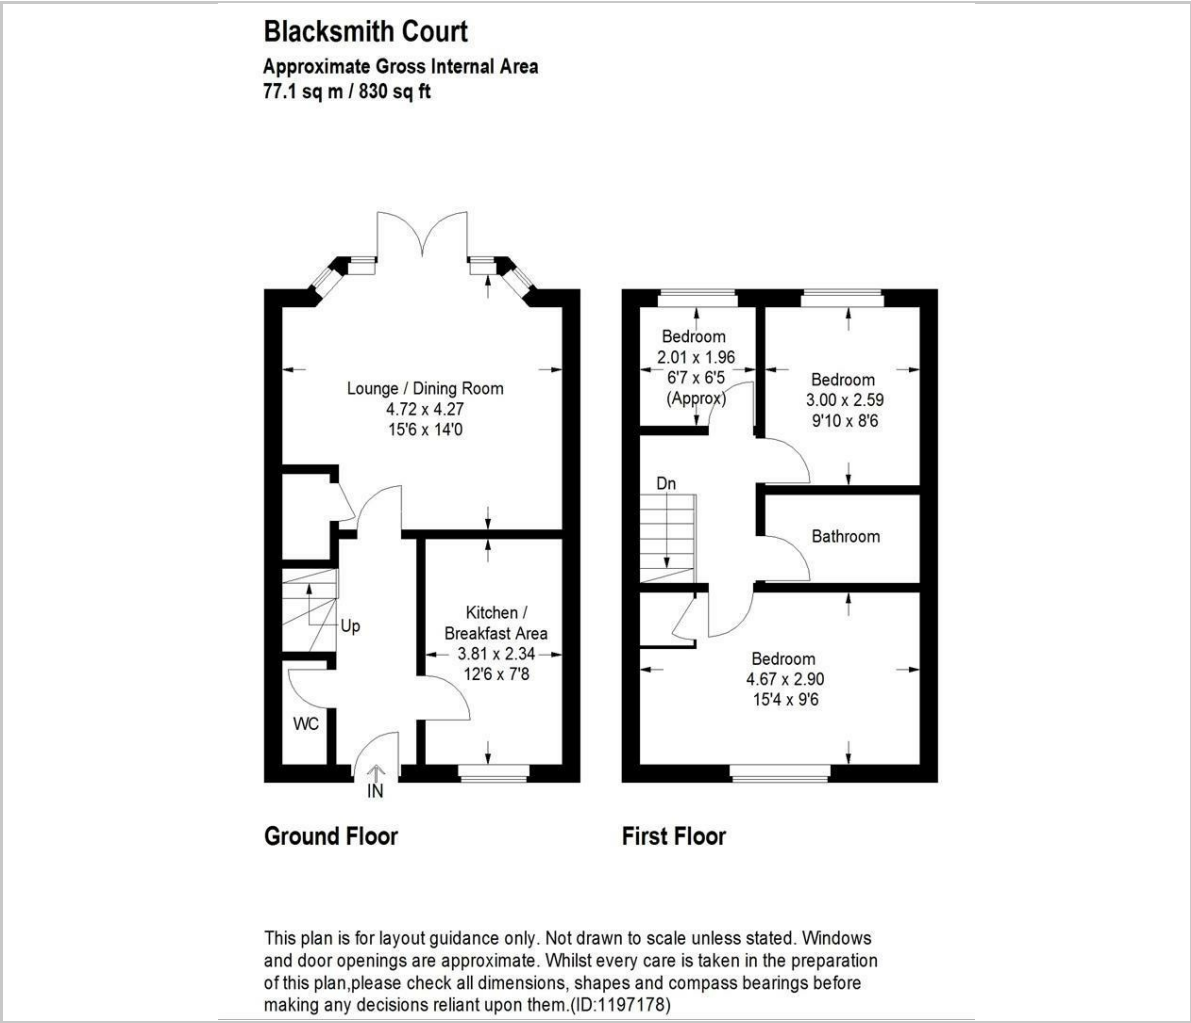 Blacksmith Court
Approximate Gross Internal Area
77.1 sq m / 830 sq ft
Lounge / Dining Room
4.72 x 4.27
15'6 x 14'0
Up
Kitchen /
Breakfast Area
3.81 x 2.34
12'6 x 7'8
WC
IN
Ground Floor
Bedroom
2.01 x 1.96
6'7 x 6'5
(Approx)
Bedroom
3.00 x 2.59
9'10 x 8'6
Dn
Bathroom
Bedroom
4.67 x 2.90
15'4 x 9'6
First Floor
This plan is for layout guidance only. Not drawn to scale unless stated. Windows
and door openings are approximate. Whilst every care is taken in the preparation
of this plan,please check all dimensions, shapes and compass bearings before
making any decisions reliant upon them.(ID:1197178)